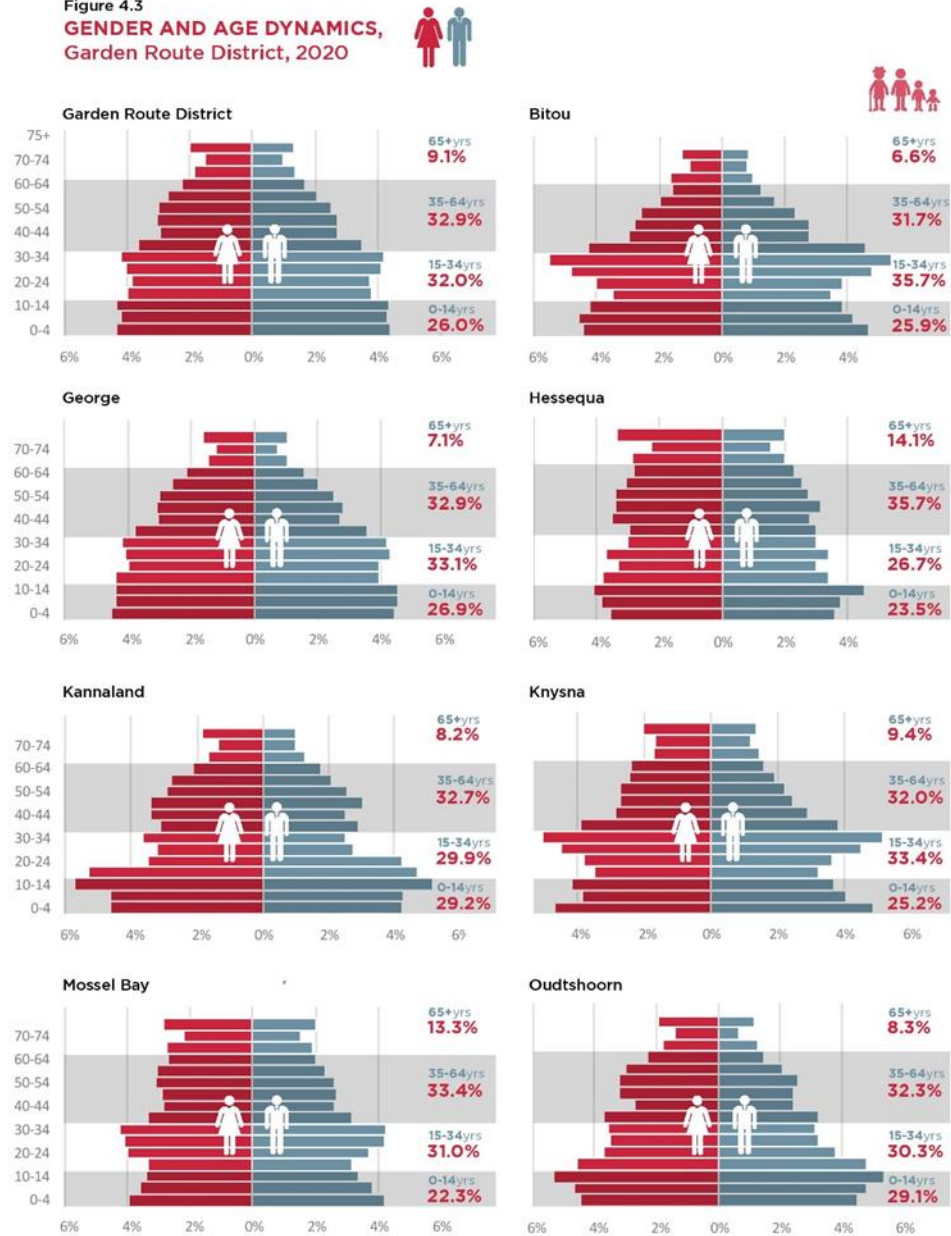 Figure 4.3
GENDER AND AGE DYNAMICS,
Garden Route District, 2020
Garden Route District
75+
70-74
60-64
50-54
40-44
30-34
20-24
10-14
0-4
65+yrs
9.1%
35-64yrs
32.9%
15-34yrs
32.0%
0-14yrs
26.0%
6% 4% 2% 0% 2% 4% 6%
Bitou
65+yrs
6.6%
35-64yrs
31.7%
15-34yrs
35.7%
0-14yrs
25.9%
6% 4% 2% 0% 2% 4%
George
70-74
60-64
50-54
40-44
30-34
20-24
10-14
0-4
65+yrs
7.1%
35-64yrs
32.9%
15-34yrs
33.1%
0-14yrs
26.9%
6% 4% 2% 0% 2% 4% 6%
Hessequa
65+yrs
14.1%
35-64yrs
35.7%
15-34yrs
26.7%
0-14yrs
23.5%
6% 4% 2% 0% 2% 4%
Kannaland
70-74
60-64
50-54
40-44
30-34
20-24
10-14
0-4
65+yrs
8.2%
35-64yrs
32.7%
15-34yrs
29.9%
0-14yrs
29.2%
6% 4% 2% 0% 2% 4% 6%
Knysna
65+yrs
9.4%
35-64yrs
32.0%
15-34yrs
33.4%
0-14yrs
25.2%
4% 2% 0% 2% 4% 6%
Mossel Bay
70-74
60-64
50-54
40-44
30-34
20-24
10-14
0-4
65+yrs
13.3%
35-64yrs
33.4%
15-34yrs
31.0%
0-14yrs
22.3%
6% 4% 2% 0% 2% 4% 6%
Oudtshoorn
65+yrs
8.3%
35-64yrs
32.3%
15-34yrs
30.3%
0-14yrs
29.1%
6% 4% 2% 0% 2% 4% 6%